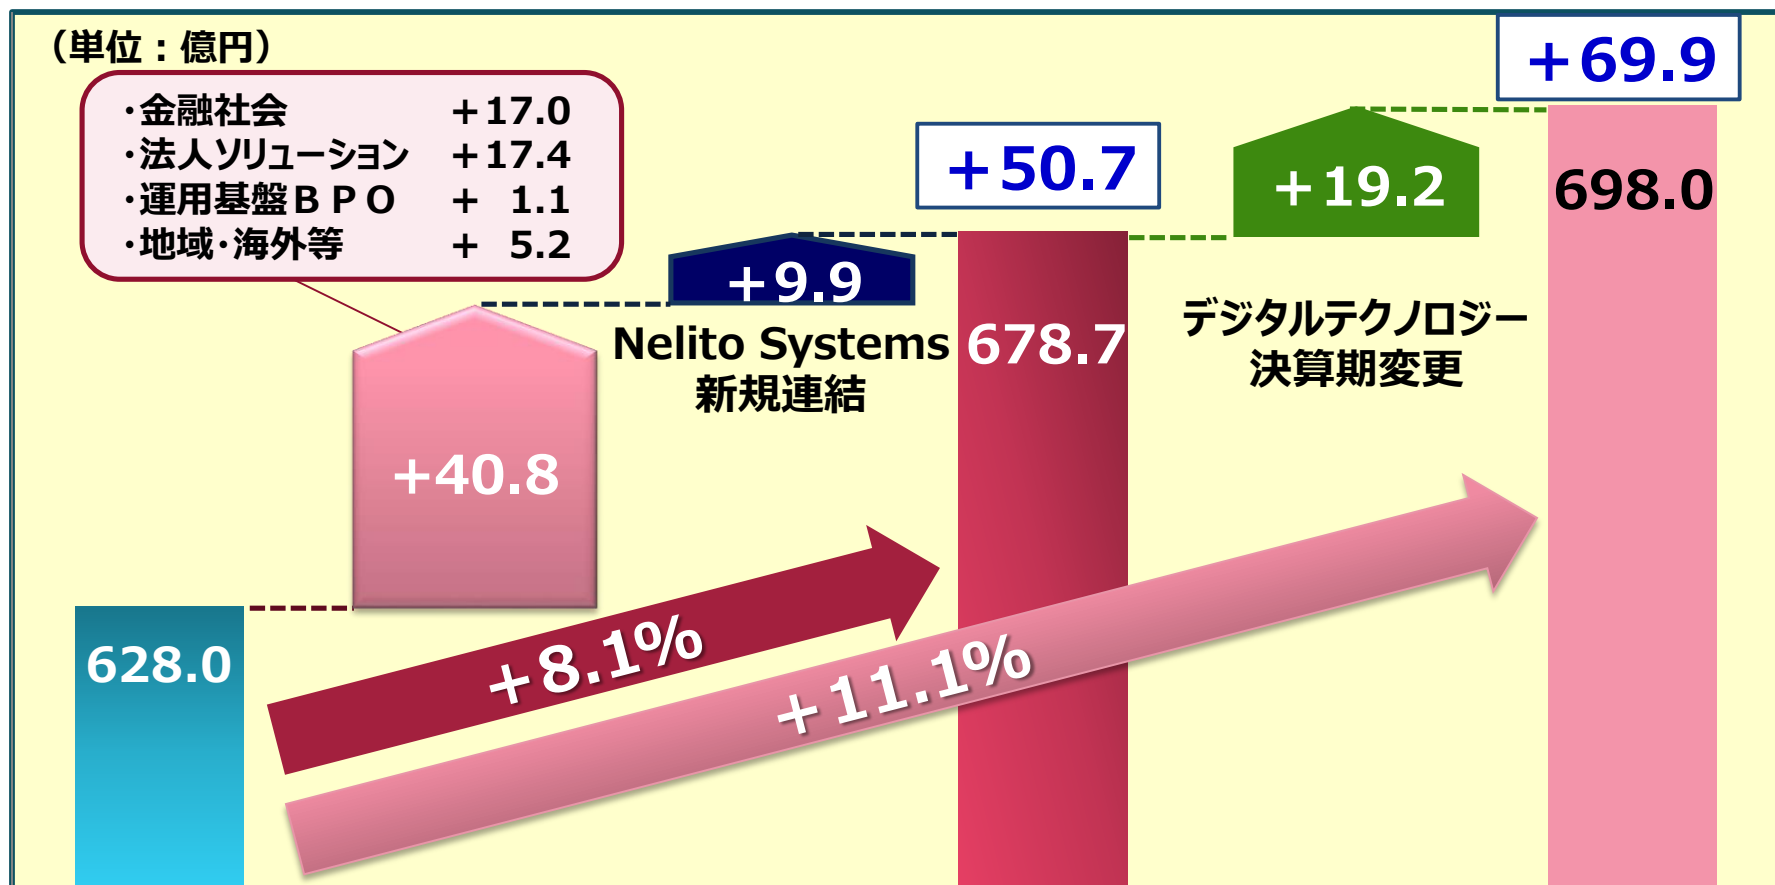 （単位：億円）
・金融社会 +17.0
・法人ソリューション +17.4
・運用基盤ＢＰＯ + 1.1
・地域・海外等 + 5.2
+69.9
+50.7
+19.2
698.0
+9.9
Nelito Systems
新規連結
678.7
デジタルテクノロジー
決算期変更
+40.8
628.0
+8.1%
+11.1%